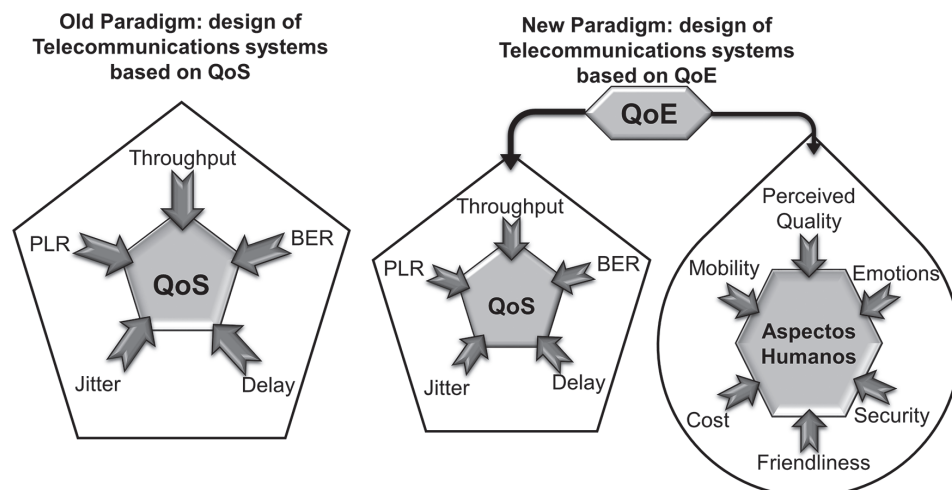 Old Paradigm: design of
Telecommunications systems
based on QoS
Throughput
PLR
BER
QoS
Jitter
Delay
New Paradigm: design of
Telecommunications systems
based on QoE
QoE
Throughput
PLR
BER
QoS
Jitter
Delay
Perceived
Quality
Mobility
Emotions
Aspectos
Humanos
Cost
Security
Friendliness